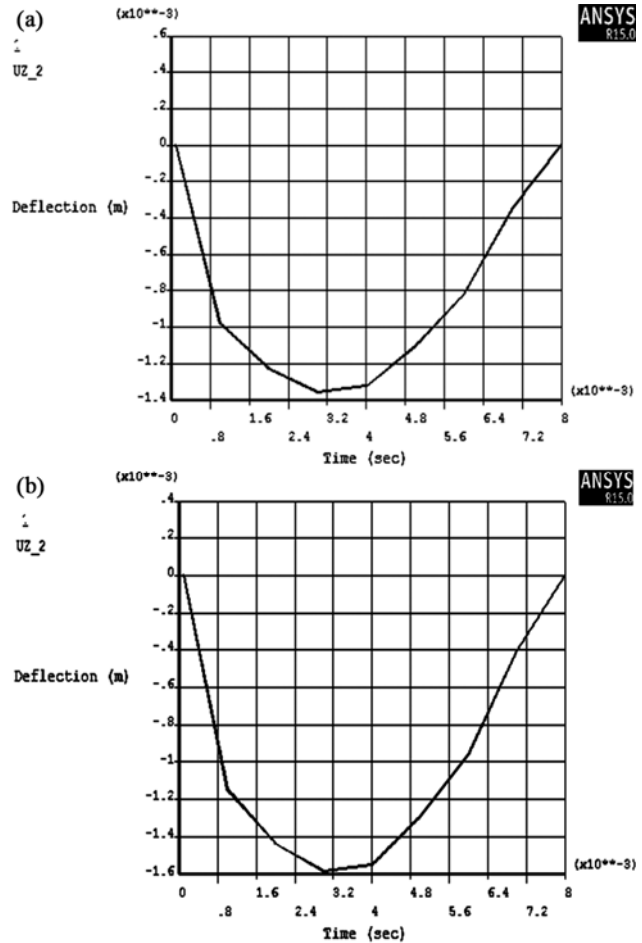 (a)
(x10**-3)
ANSYS
R15.0
1
UZ_2
.6
.4
.2
0
-.2
Deflection (m)
-.4
-.6
-.8
-1
-1.2
-1.4
(x10**-3)
0 1.6 3.2 4.8 6.4 8
.8 2.4 4 5.6 7.2
Time (sec)
(b)
(x10**-3)
ANSYS
R15.0
1
UZ_2
.4
.2
0
-.2
-.4
Deflection (m)
-.6
-.8
-1
-1.2
-1.4
-1.6
(x10**-3)
0 1.6 3.2 4.8 6.4 8
.8 2.4 4 5.6 7.2
Time (sec)